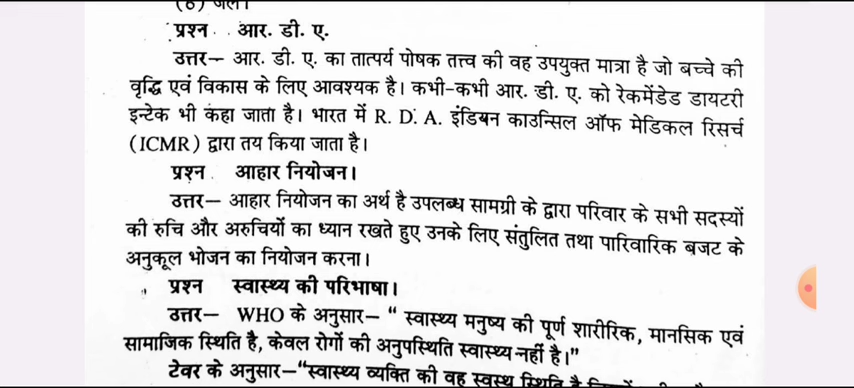 (6) जल।
प्रश्न. . आर. डी. ए.
उत्तर– आर. डी. ए. का तात्पर्य पोषक तत्त्व की वह उपयुक्त मात्रा है जो बच्चे की
वृद्धि एवं विकास के लिए आवश्यक है। कभी-कभी आर. डी. ए. को रेकमेंडेड डायटरी
इन्टेक भी कहा जाता है। भारत में R. D. A. इंडियन काउन्सिल ऑफ मेडिकल रिसर्च
(ICMR) द्वारा तय किया जाता है।
प्रश्न . आहार नियोजन।
उत्तर– आहार नियोजन का अर्थ है उपलब्ध सामग्री के द्वारा परिवार के सभी सदस्यों
की रुचि और अरुचियों का ध्यान रखते हुए उनके लिए संतुलित तथा पारिवारिक बजट के
अनुकूल भोजन का नियोजन करना।
प्रश्न स्वास्थ्य की परिभाषा।
उत्तर– WHO के अनुसार– “ स्वास्थ्य मनुष्य की पूर्ण शारीरिक, मानसिक एवं
सामाजिक स्थिति है, केवल रोगों की अनुपस्थिति स्वास्थ्य नहीं है।”
टेवर के अनुसार–“स्वास्थ्य व्यक्ति की वह स्वस्थ स्थिति है